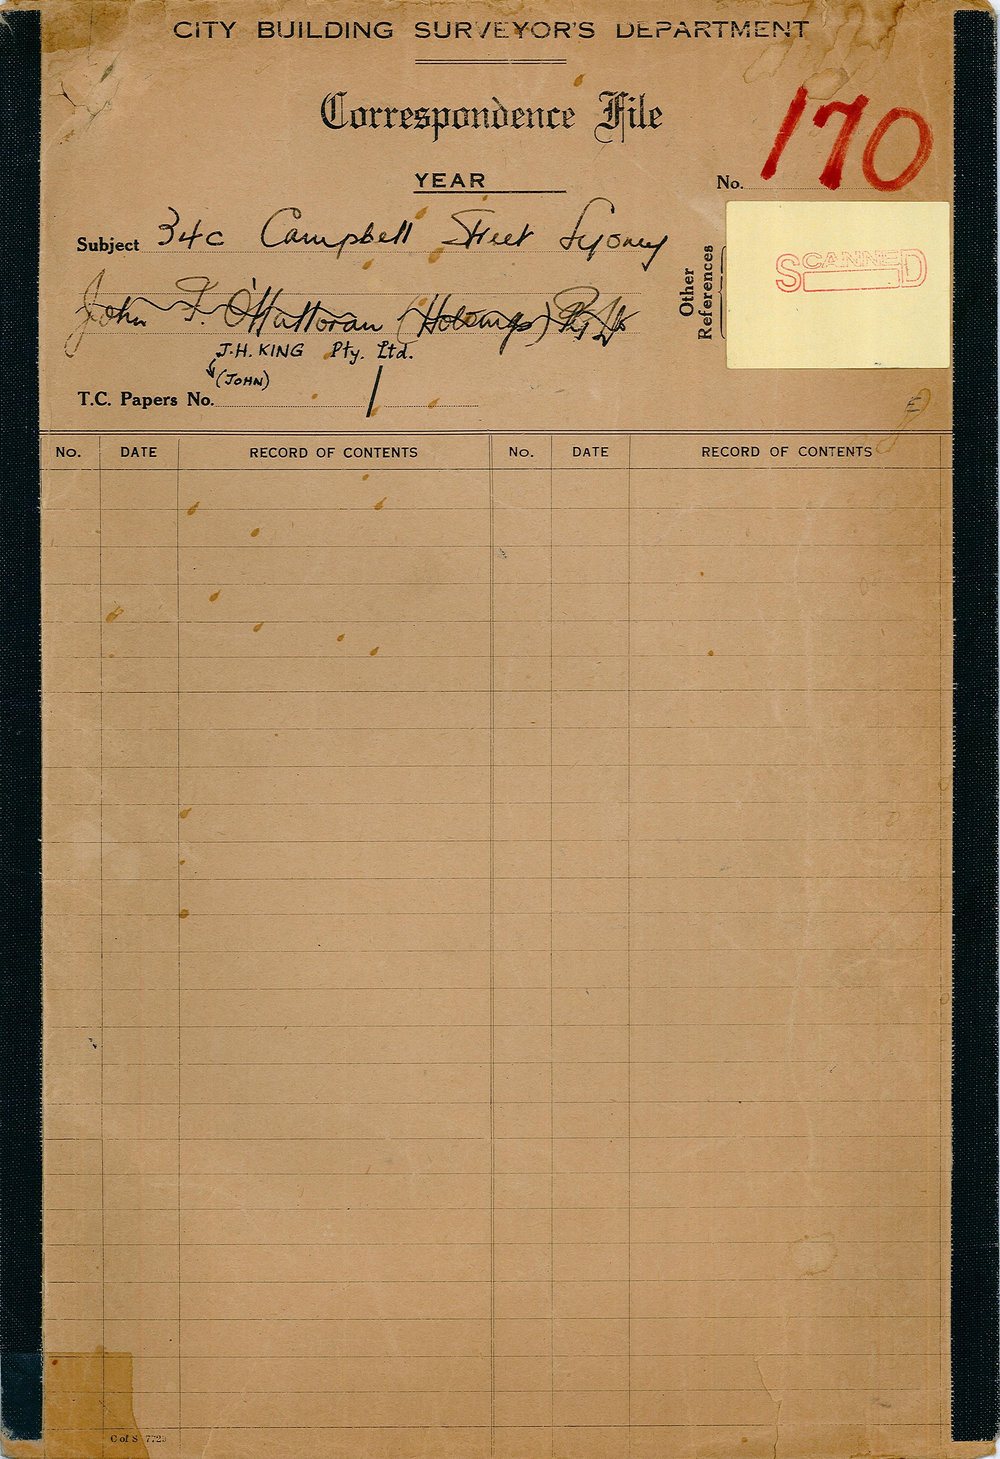 CITY BUILDING SURVEYOR'S DEPARTMENT
Correspondence File
YEAR
No. 170
Subject 34c Campbell Street Sydney
John F. O'Halloran (Holdings) Pty Ltd
J.H. KING Pty. Ltd.
(JOHN)
T.C. Papers No.
Other References
SCANNED
No. DATE RECORD OF CONTENTS No. DATE RECORD OF CONTENTS
C of S